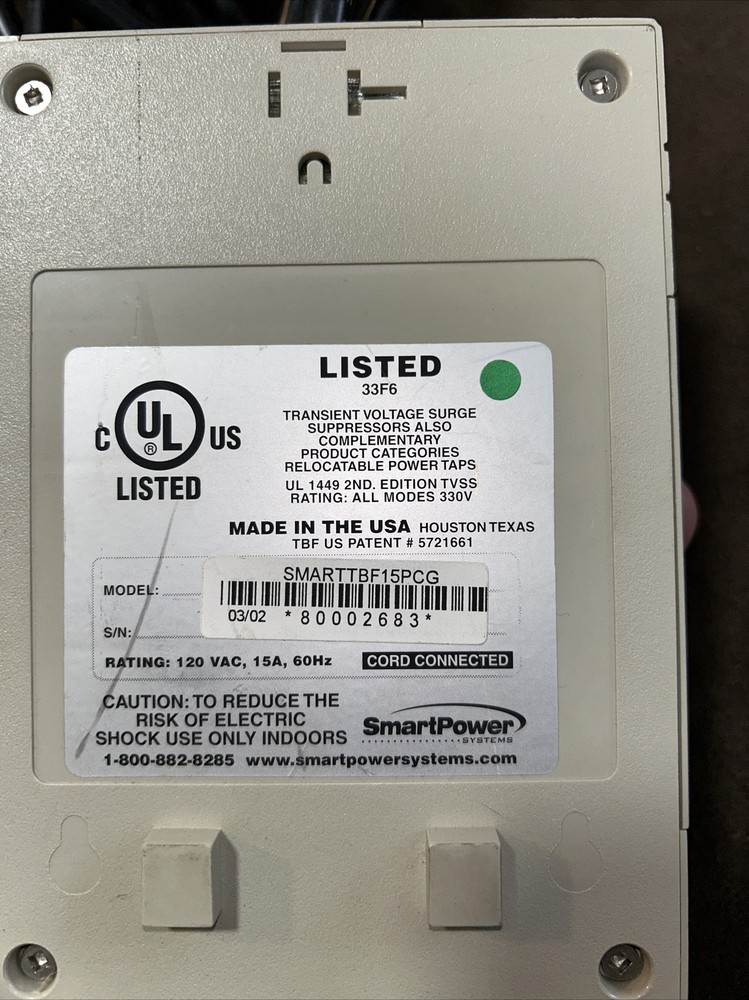 LISTED
33F6
C UL ® US
LISTED
TRANSIENT VOLTAGE SURGE
SUPPRESSORS ALSO
COMPLEMENTARY
PRODUCT CATEGORIES
RELOCATABLE POWER TAPS
UL 1449 2ND. EDITION TVSS
RATING: ALL MODES 330V
MADE IN THE USA HOUSTON TEXAS
TBF US PATENT # 5721661
MODEL:
SMARTTBF15PCG
03/02 *80002683*
S/N:
RATING: 120 VAC, 15A, 60Hz CORD CONNECTED
CAUTION: TO REDUCE THE
RISK OF ELECTRIC
SHOCK USE ONLY INDOORS
SmartPower
SYSTEMS
1-800-882-8285 www.smartpowersystems.com